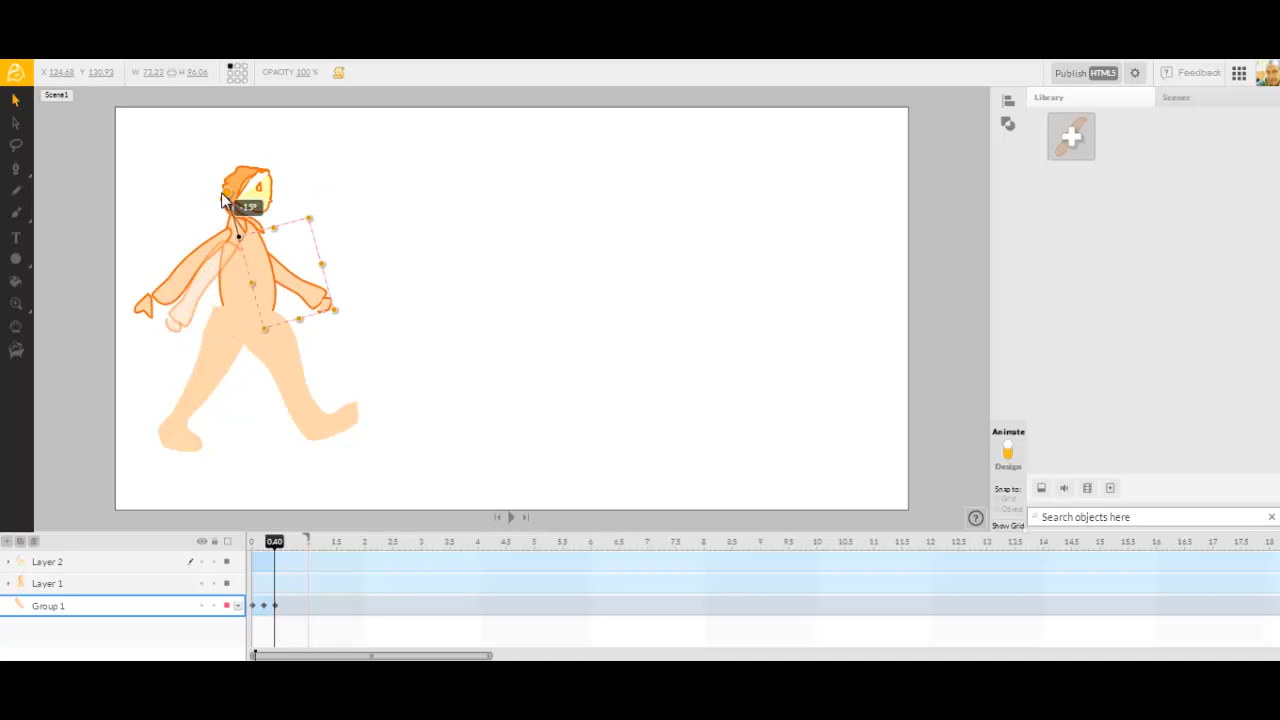 X 124.68 Y 130.93 W 73.23 H 96.06 OPACITY 100 % Publish HTML5 Feedback
Scene1
Library Scenes
-15°
T
Animate
Design
Snap to:
Grid
Object
Show Grid
?
Search objects here ×
0 0.40 1 1.5 2 2.5 3 3.5 4 4.5 5 5.5 6 6.5 7 7.5 8 8.5 9 9.5 10 10.5 11 11.5 12 12.5 13 13.5 14 14.5 15 15.5 16 16.5 17 17.5 18
Layer 2
Layer 1
Group 1